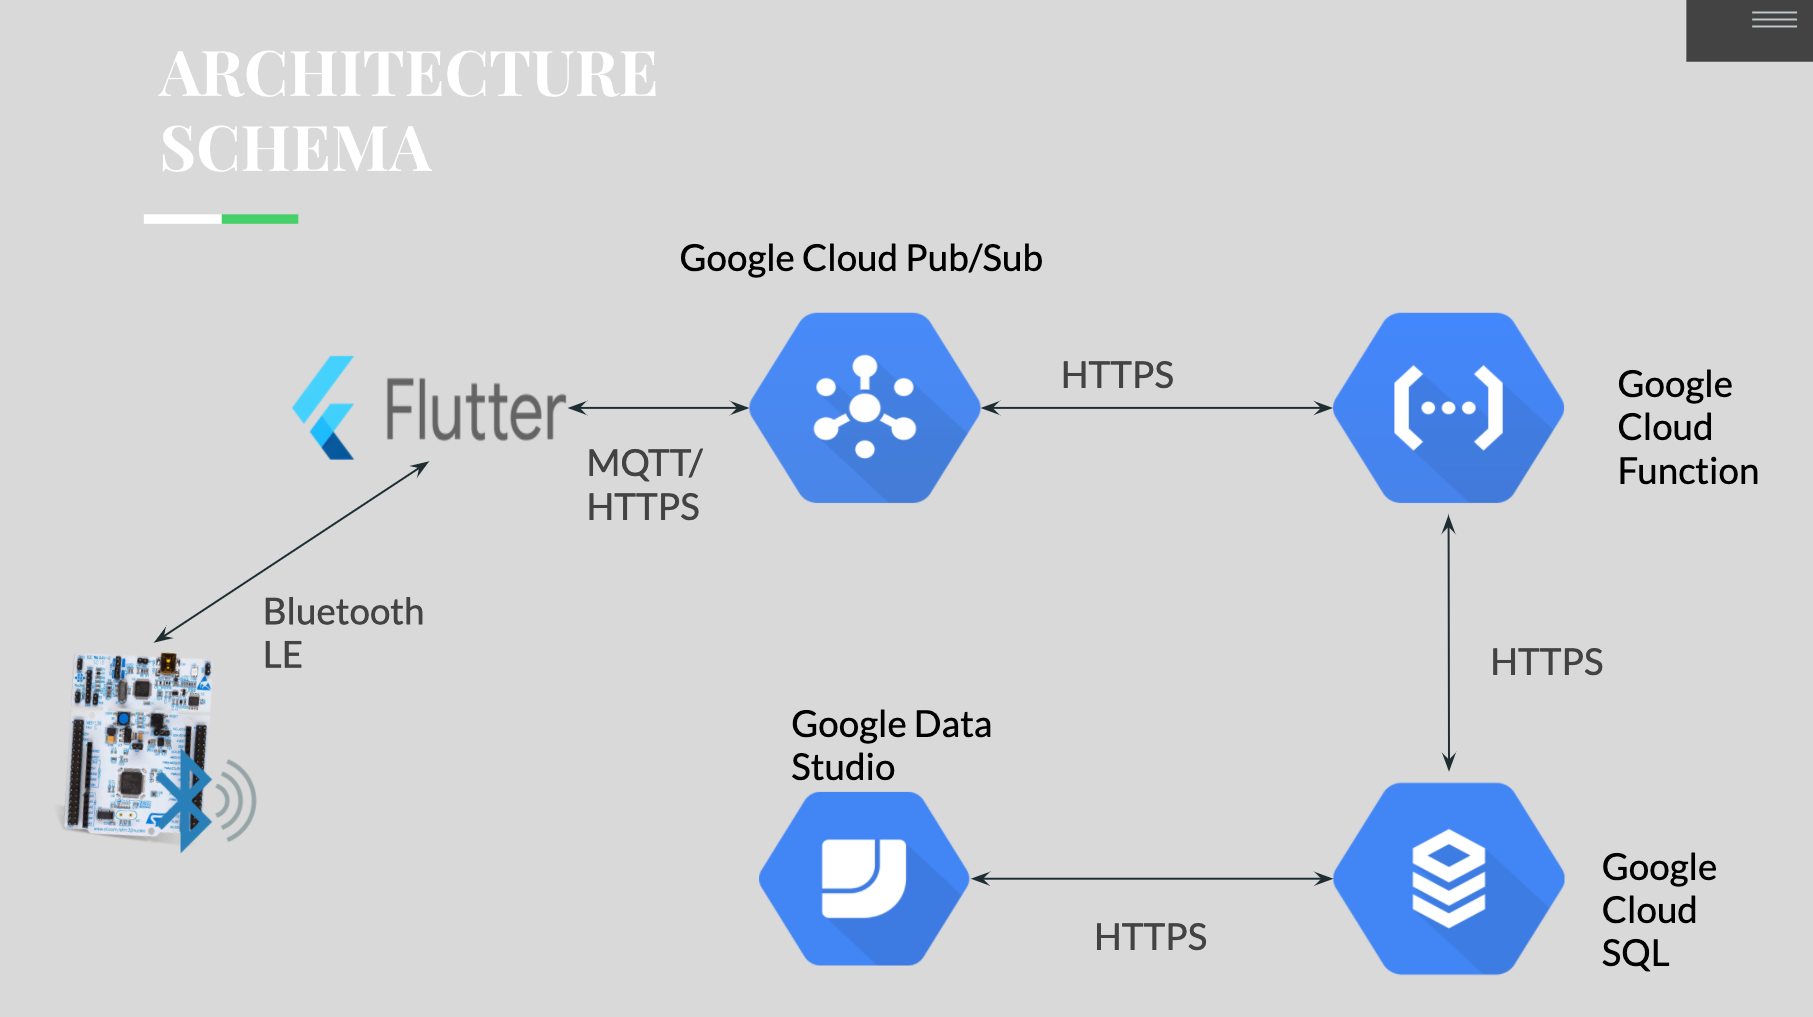 ARCHITECTURE
SCHEMA
Google Cloud Pub/Sub
Flutter
HTTPS
MQTT/
HTTPS
Google
Cloud
Function
Bluetooth
LE
HTTPS
Google Data
Studio
HTTPS
Google
Cloud
SQL